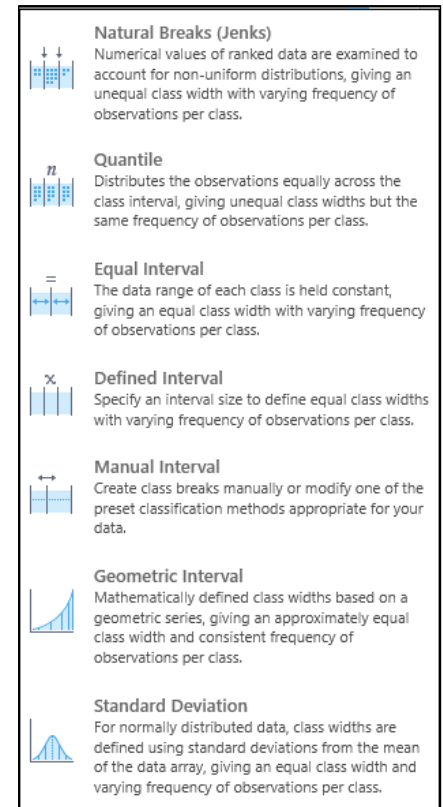 Natural Breaks (Jenks)
Numerical values of ranked data are examined to
account for non-uniform distributions, giving an
unequal class width with varying frequency of
observations per class.
n
Quantile
Distributes the observations equally across the
class interval, giving unequal class widths but the
same frequency of observations per class.
=
Equal Interval
The data range of each class is held constant,
giving an equal class width with varying frequency
of observations per class.
x
Defined Interval
Specify an interval size to define equal class widths
with varying frequency of observations per class.
Manual Interval
Create class breaks manually or modify one of the
preset classification methods appropriate for your
data.
Geometric Interval
Mathematically defined class widths based on a
geometric series, giving an approximately equal
class width and consistent frequency of
observations per class.
Standard Deviation
For normally distributed data, class widths are
defined using standard deviations from the mean
of the data array, giving an equal class width and
varying frequency of observations per class.